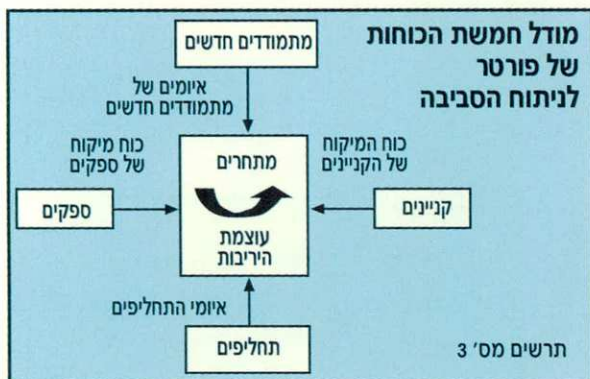 מודל חמשת הכוחות
של פורטר
לניתוח הסביבה
מתמודדים חדשים
איומים של
מתמודדים חדשים
כוח המיקוח
של הקניינים
קניינים
מתחרים
עוצמת
היריבות
כוח מיקוח
של ספקים
ספקים
איומי התחליפים
תחליפים
תרשים מס' 3